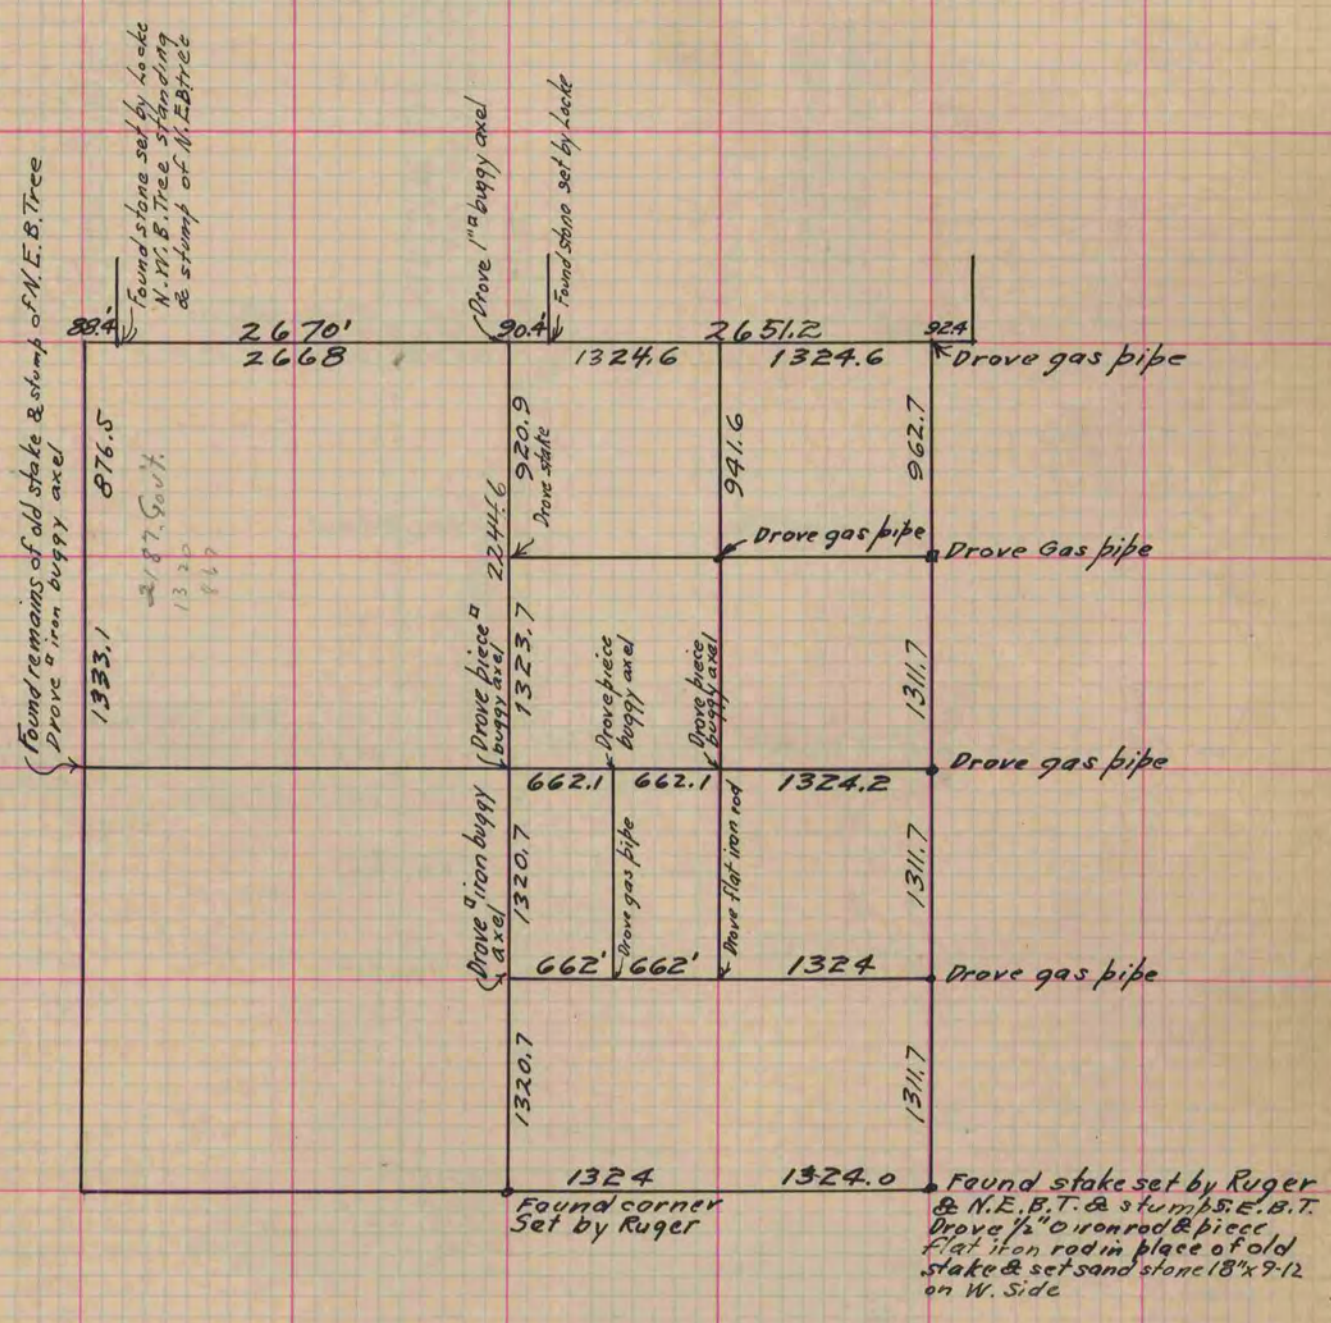 Found stone set by Locke
N.W.B. Tree standing
& stump of N.E.B tree
Found remains of old stake & stump of N.E.B. Tree
Drove □ iron buggy axel
Drove 1"□ buggy axel
Found stone set by Locke
88.4'
2670'
90.4'
2651.2
92.4
2668
1324.6
1324.6
Drove gas pipe
876.5
920.9
Drove stake
941.6
962.7
2187. Gov't.
1320
867
2244.6
Drove gas pipe
Drove Gas pipe
1333.1
Drove piece □
buggy axel
1323.7
Drove piece
buggy axel
Drove piece
buggy axel
1311.7
662.1
662.1
1324.2
Drove gas pipe
Drove □ iron buggy
axel
1320.7
Drove gas pipe
Drove flat iron rod
1311.7
662'
662'
1324
Drove gas pipe
1320.7
1311.7
1324
1324.0
Found corner
Set by Ruger
Found stake set by Ruger
& N.E.B.T. & stump S.E.B.T.
Drove 1/2" O iron rod & piece
flat iron rod in place of old
stake & set sand stone 18"x9-12
on W. Side